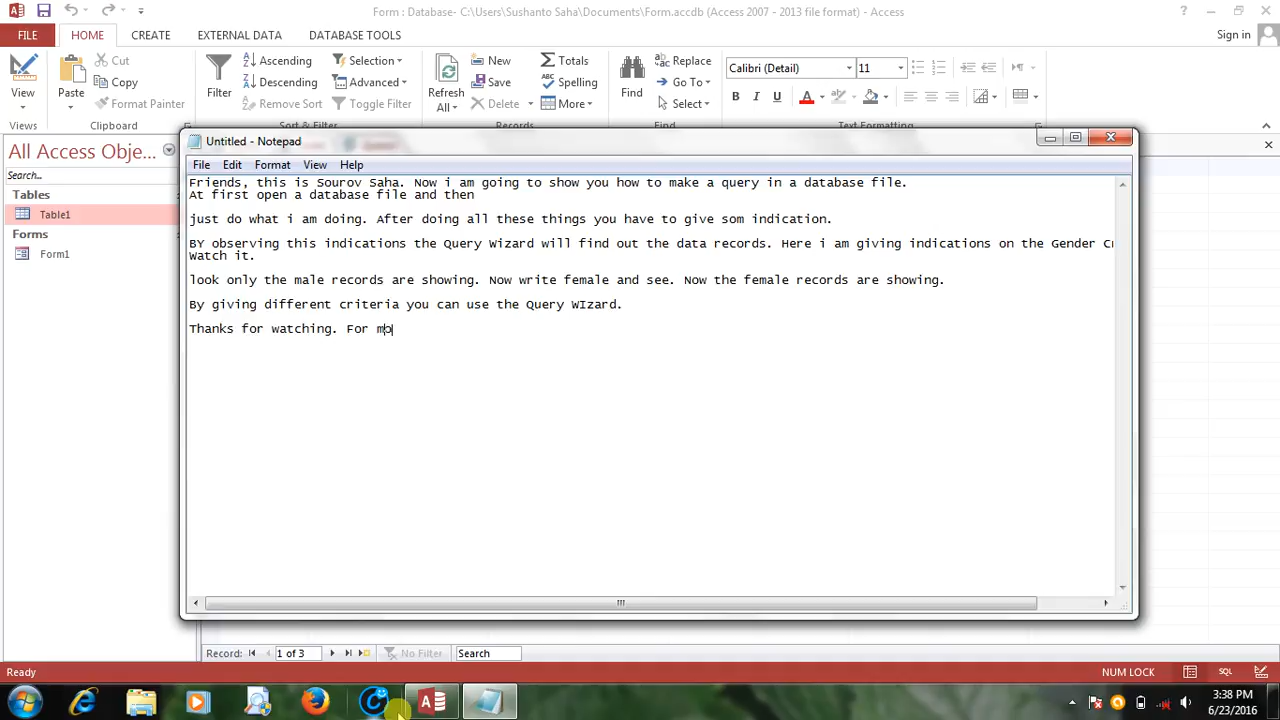 Form : Database- C:\Users\Sushanto Saha\Documents\Form.accdb (Access 2007 - 2013 file format) - Access
FILE HOME CREATE EXTERNAL DATA DATABASE TOOLS Sign in
View
Views
Paste
Cut
Copy
Format Painter
Clipboard
Filter
Ascending
Descending
Remove Sort
Selection
Advanced
Toggle Filter
Sort & Filter
Refresh All
New
Save
Delete
Totals
Spelling
More
Records
Find
Replace
Go To
Select
Find
Calibri (Detail) 11
B I U A
Text Formatting
All Access Obje...
Search...
Tables
Table1
Forms
Form1
Untitled - Notepad
File Edit Format View Help
Friends, this is Sourov Saha. Now i am going to show you how to make a query in a database file.
At first open a database file and then
just do what i am doing. After doing all these things you have to give som indication.
BY observing this indications the Query Wizard will find out the data records. Here i am giving indications on the Gender
Watch it.
look only the male records are showing. Now write female and see. Now the female records are showing.
By giving different criteria you can use the Query WIzard.
Thanks for watching. For mo
Record: 1 of 3 No Filter Search
Ready NUM LOCK SQL
3:38 PM
6/23/2016